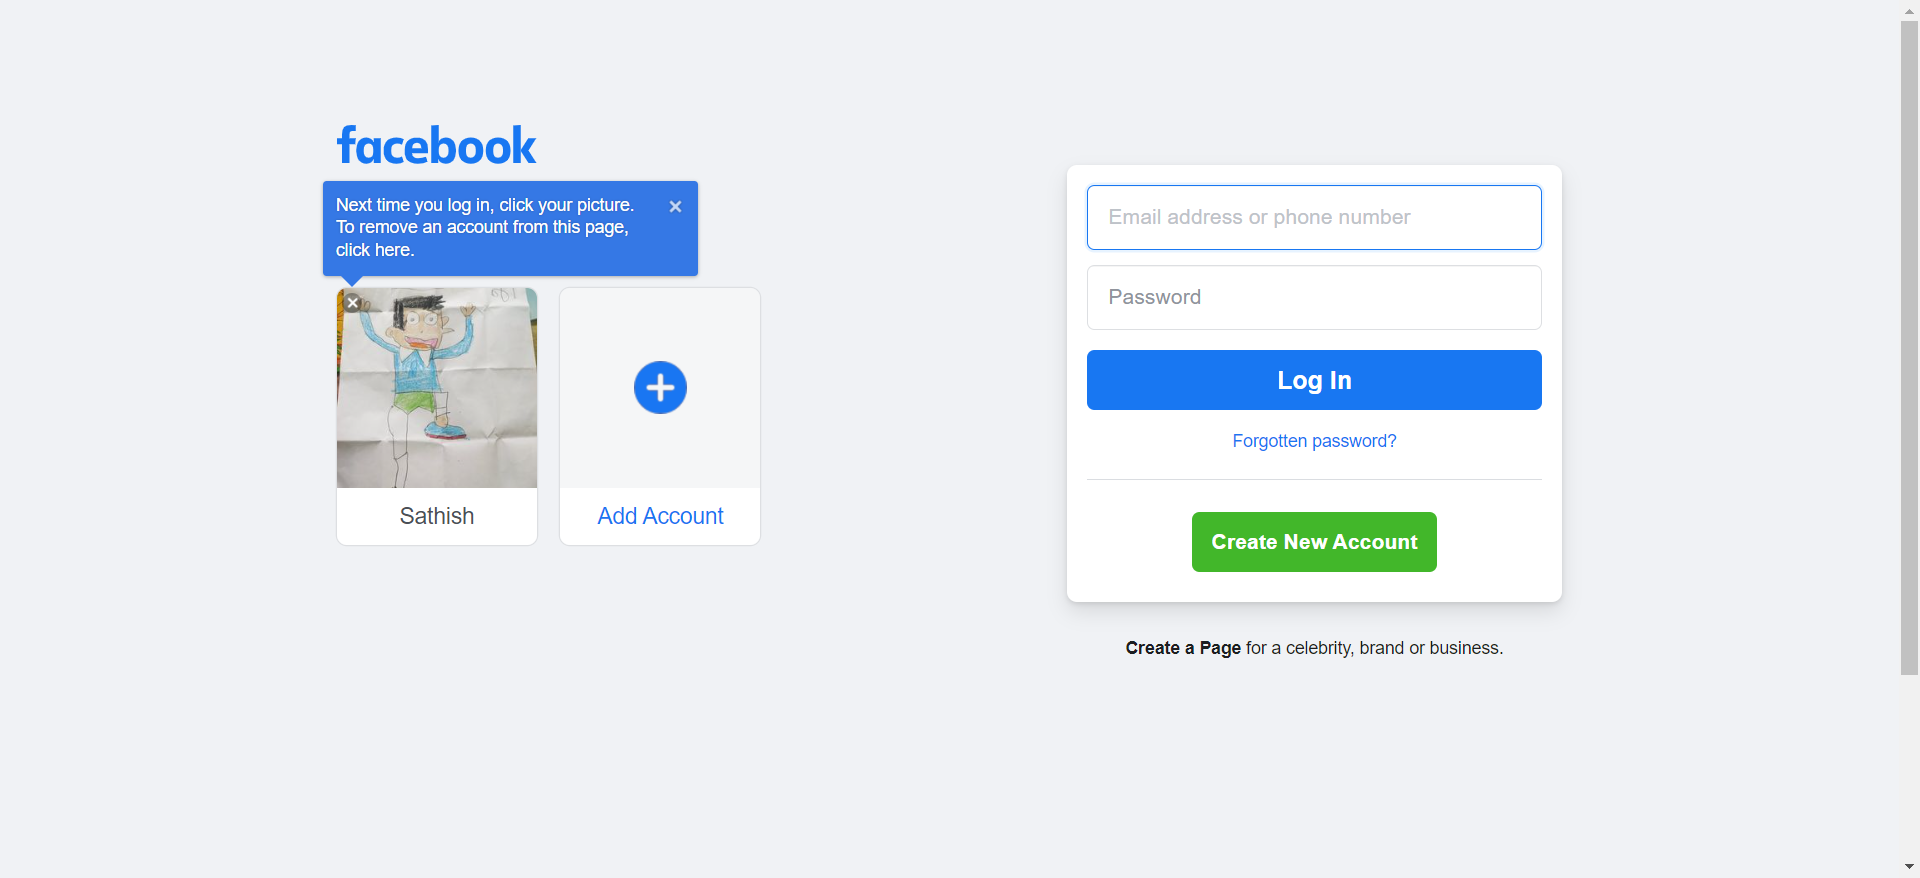 facebook
Next time you log in, click your picture.
To remove an account from this page,
click here.
Sathish
Add Account
Email address or phone number
Password
Log In
Forgotten password?
Create New Account
Create a Page for a celebrity, brand or business.